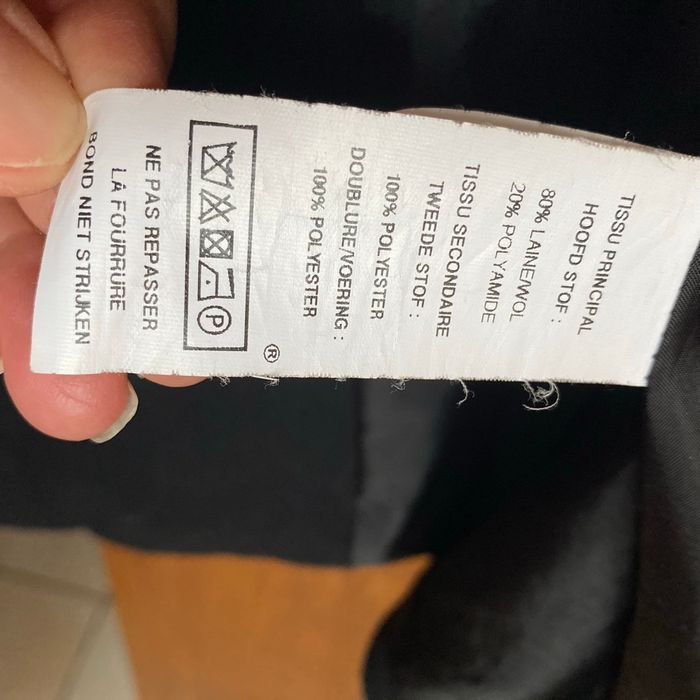 TISSU PRINCIPAL
HOOFD STOF :
80% LAINE/WOL
20% POLYAMIDE
TISSU SECONDAIRE
TWEEDE STOF :
100% POLYESTER
DOUBLURE/VOERING :
100% POLYESTER
®
P
NE PAS REPASSER
LÁ FOURRURE
BOND NIET STRIJKEN